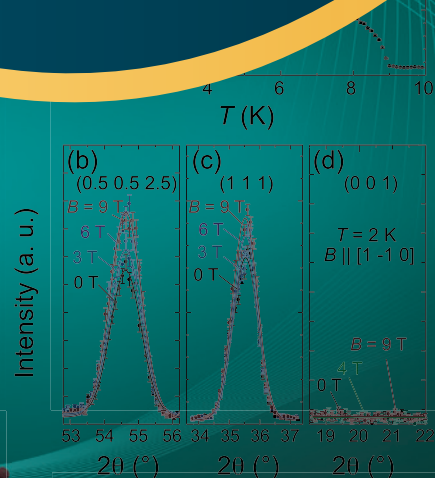 4 6 8 10
T (K)
Intensity (a. u.)
(b) (c) (d)
(0.5 0.5 2.5) (1 1 1) (0 0 1)
B = 9 T B = 9 T
6 T 6 T T = 2 K
3 T 3 T B || [1 -1 0]
0 T 0 T
B = 9 T
4 T
0 T
53 54 55 56 34 35 36 37 19 20 21 22
2θ (°) 2θ (°) 2θ (°)